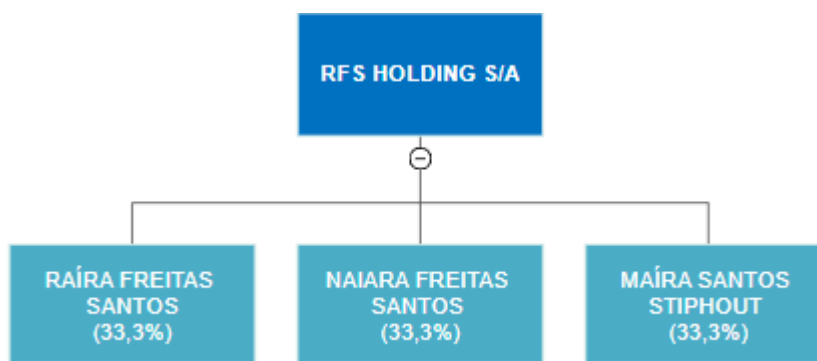 RFS HOLDING S/A
RAÍRA FREITAS
SANTOS
(33,3%)
NAIARA FREITAS
SANTOS
(33,3%)
MAÍRA SANTOS
STIPHOUT
(33,3%)